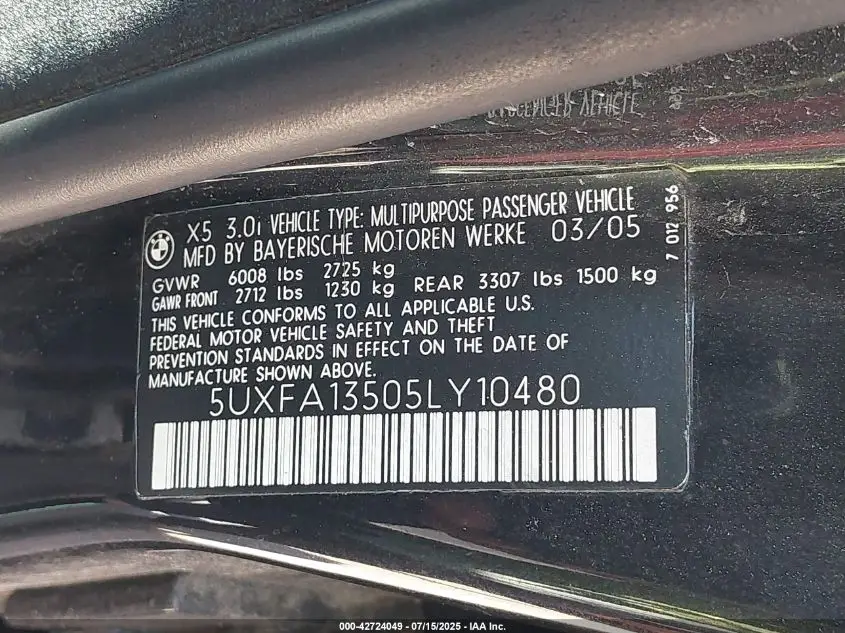 VEHICLE
X5 3.0i VEHICLE TYPE: MULTIPURPOSE PASSENGER VEHICLE
MFD BY BAYERISCHE MOTOREN WERKE 03/05
GVWR 6008 lbs 2725 kg
GAWR FRONT 2712 lbs 1230 kg REAR 3307 lbs 1500 kg
THIS VEHICLE CONFORMS TO ALL APPLICABLE U.S.
FEDERAL MOTOR VEHICLE SAFETY AND THEFT
PREVENTION STANDARDS IN EFFECT ON THE DATE OF
MANUFACTURE SHOWN ABOVE.
5UXFA13505LY10480
7 012 956
000-42724049 - 07/15/2025 - IAA Inc.